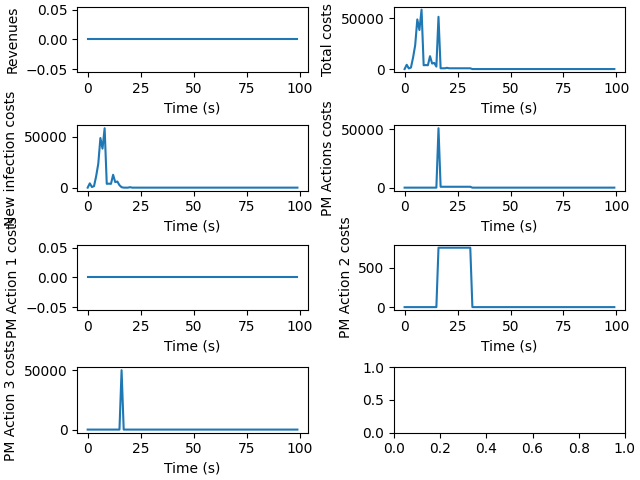 Revenues
0.05
0.00
−0.05
0 25 50 75 100
Time (s)
Total costs
50000
0
0 25 50 75 100
Time (s)
New infection costs
50000
0
0 25 50 75 100
Time (s)
PM Actions costs
50000
0
0 25 50 75 100
Time (s)
PM Action 1 costs
0.05
0.00
−0.05
0 25 50 75 100
Time (s)
PM Action 2 costs
500
0
0 25 50 75 100
Time (s)
PM Action 3 costs
50000
0
0 25 50 75 100
Time (s)
1.0
0.5
0.0
0.0 0.2 0.4 0.6 0.8 1.0